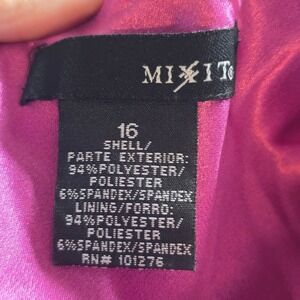 MIXIT
16
SHELL/
PARTE EXTERIOR:
94%POLYESTER/
POLIESTER
6%SPANDEX/SPANDEX
LINING/FORRO:
94%POLYESTER/
POLIESTER
6%SPANDEX/SPANDEX
RN# 101276